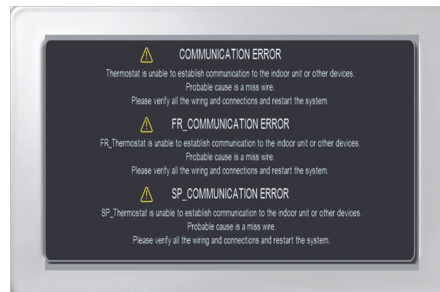 COMMUNICATION ERROR
Thermostat is unable to establish communication to the indoor unit or other devices.
Probable cause is a miss wire.
Please verify all the wiring and connections and restart the system.
FR_COMMUNICATION ERROR
FR_Thermostat is unable to establish communication to the indoor unit or other devices.
Probable cause is a miss wire.
Please verify all the wiring and connections and restart the system.
SP_COMMUNICATION ERROR
SP_Thermostat is unable to establish communication to the indoor unit or other devices.
Probable cause is a miss wire.
Please verify all the wiring and connections and restart the system.